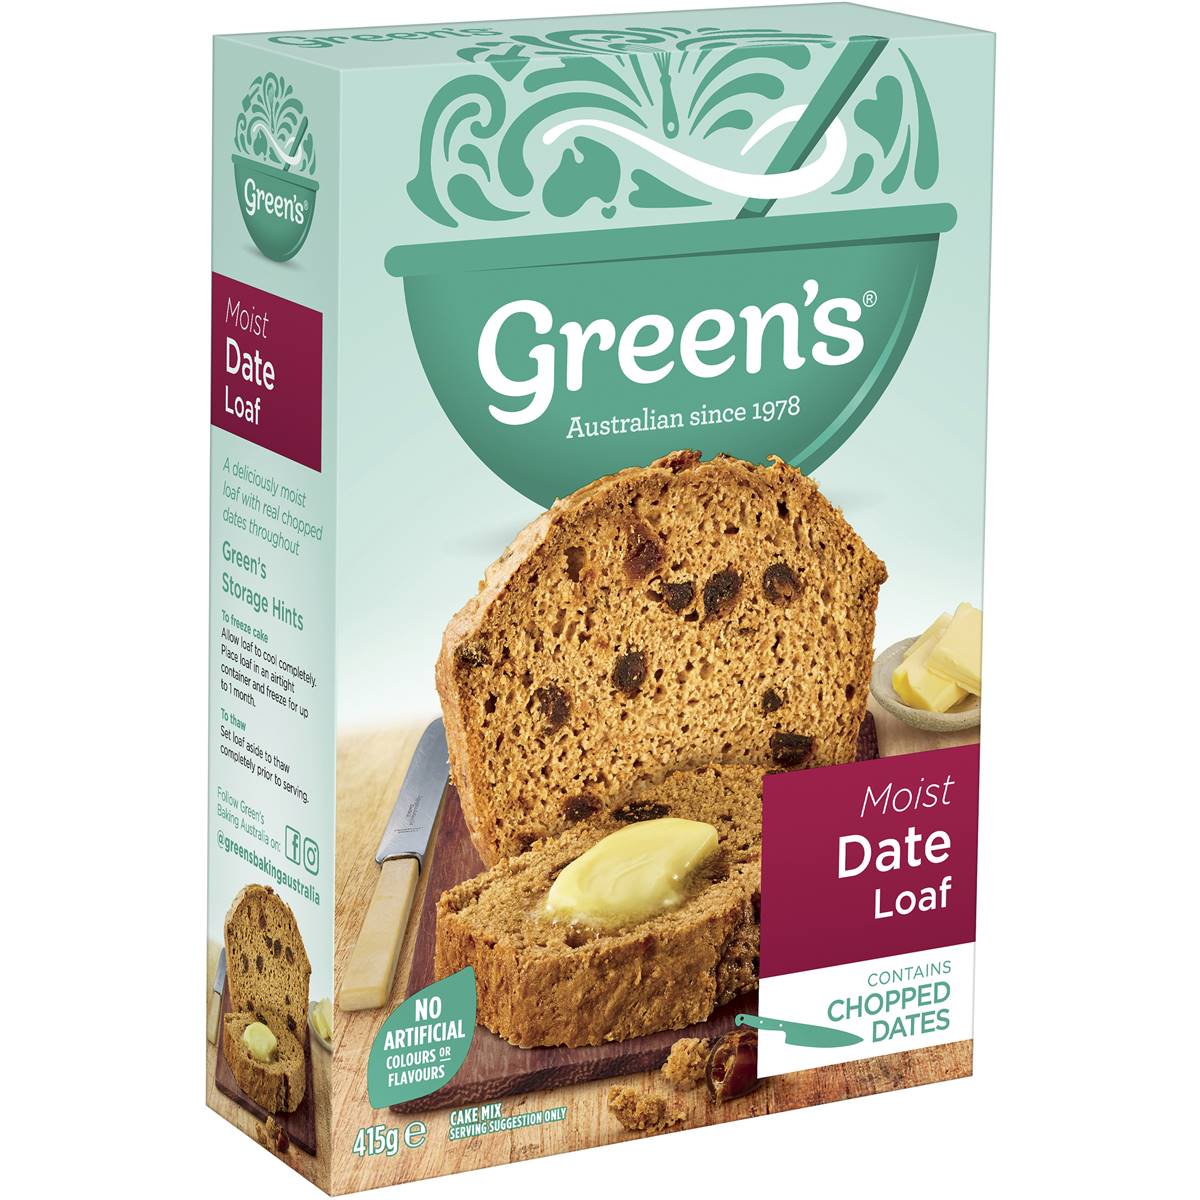 Green's
Green's®
Moist
Date
Loaf
A deliciously moist
loaf with real chopped
dates throughout
Green's
Storage Hints
To freeze cake
Allow loaf to cool completely.
Place loaf in an airtight
container and freeze for up
to 1 month.
To thaw
Set loaf aside to thaw
completely prior to serving.
Follow Green's
Baking Australia on:
@greensbakingaustralia
Green's®
Australian since 1978
Moist
Date
Loaf
CONTAINS
CHOPPED
DATES
NO
ARTIFICIAL
COLOURS OR
FLAVOURS
415g ℮
CAKE MIX
SERVING SUGGESTION ONLY